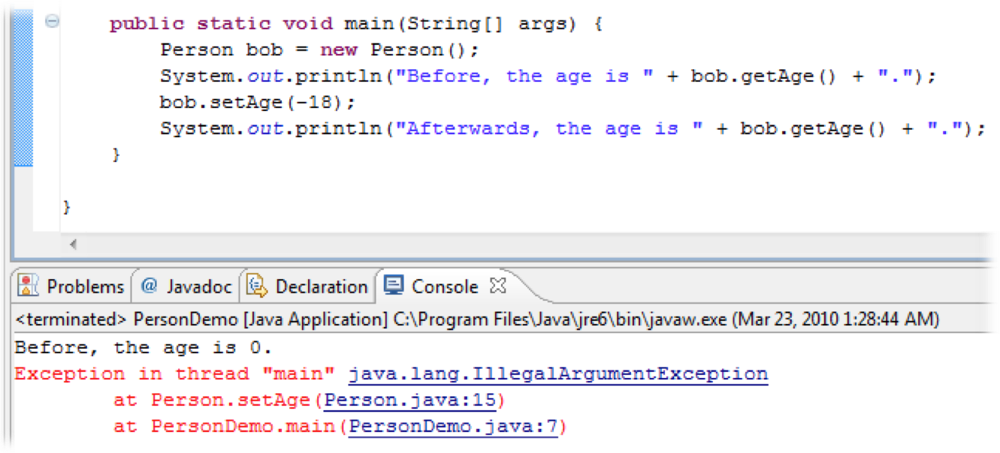 public static void main(String[] args) {
Person bob = new Person();
System.out.println("Before, the age is " + bob.getAge() + ".");
bob.setAge(-18);
System.out.println("Afterwards, the age is " + bob.getAge() + ".");
}
}
Problems @ Javadoc Declaration Console
<terminated> PersonDemo [Java Application] C:\Program Files\Java\jre6\bin\javaw.exe (Mar 23, 2010 1:28:44 AM)
Before, the age is 0.
Exception in thread "main" java.lang.IllegalArgumentException
at Person.setAge(Person.java:15)
at PersonDemo.main(PersonDemo.java:7)